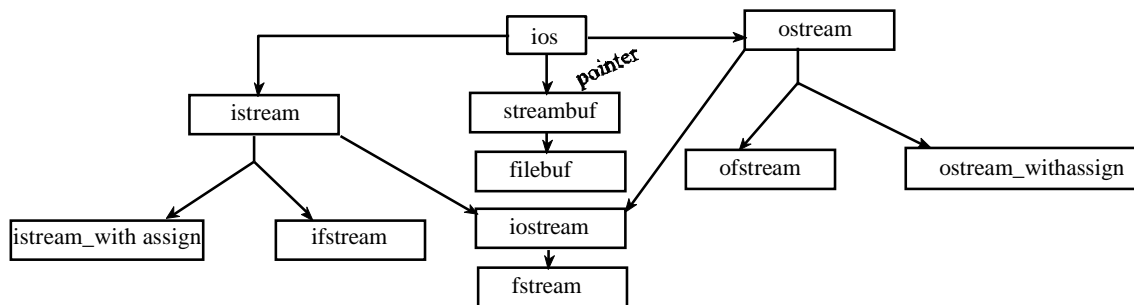 ios
ostream
pointer
istream
streambuf
filebuf
ofstream
ostream_withassign
istream_with assign
ifstream
iostream
fstream